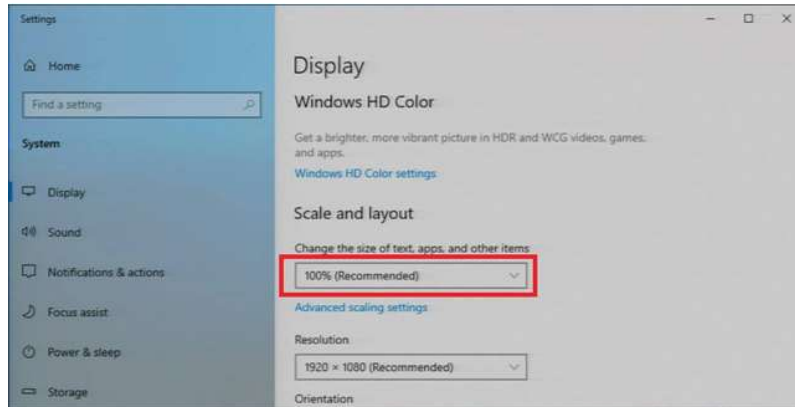 Settings
Home
Find a setting
System
Display
Sound
Notifications & actions
Focus assist
Power & sleep
Storage
Display
Windows HD Color
Get a brighter, more vibrant picture in HDR and WCG videos, games,
and apps.
Windows HD Color settings
Scale and layout
Change the size of text, apps, and other items
100% (Recommended)
Advanced scaling settings
Resolution
1920 × 1080 (Recommended)
Orientation